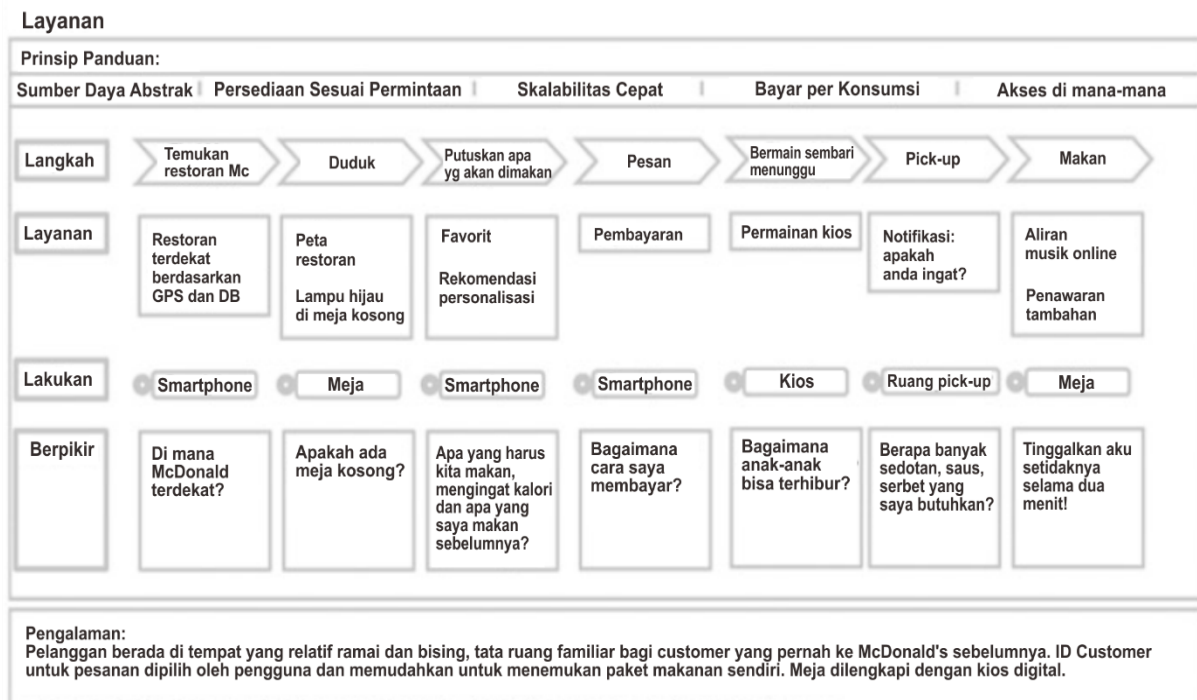 Layanan
Prinsip Panduan:
Sumber Daya Abstrak | Persediaan Sesuai Permintaan | Skalabilitas Cepat | Bayar per Konsumsi | Akses di mana-mana
Langkah
Temukan
restoran Mc
Duduk
Putuskan apa
yg akan dimakan
Pesan
Bermain sembari
menunggu
Pick-up
Makan
Layanan
Restoran
terdekat
berdasarkan
GPS dan DB
Peta
restoran
Lampu hijau
di meja kosong
Favorit
Rekomendasi
personalisasi
Pembayaran
Permainan kios
Notifikasi:
apakah
anda ingat?
Aliran
musik online
Penawaran
tambahan
Lakukan
Smartphone
Meja
Smartphone
Smartphone
Kios
Ruang pick-up
Meja
Berpikir
Di mana
McDonald
terdekat?
Apakah ada
meja kosong?
Apa yang harus
kita makan,
mengingat kalori
dan apa yang
saya makan
sebelumnya?
Bagaimana
cara saya
membayar?
Bagaimana
anak-anak
bisa terhibur?
Berapa banyak
sedotan, saus,
serbet yang
saya butuhkan?
Tinggalkan aku
setidaknya
selama dua
menit!
Pengalaman:
Pelanggan berada di tempat yang relatif ramai dan bising, tata ruang familiar bagi customer yang pernah ke McDonald's sebelumnya. ID Customer
untuk pesanan dipilih oleh pengguna dan memudahkan untuk menemukan paket makanan sendiri. Meja dilengkapi dengan kios digital.